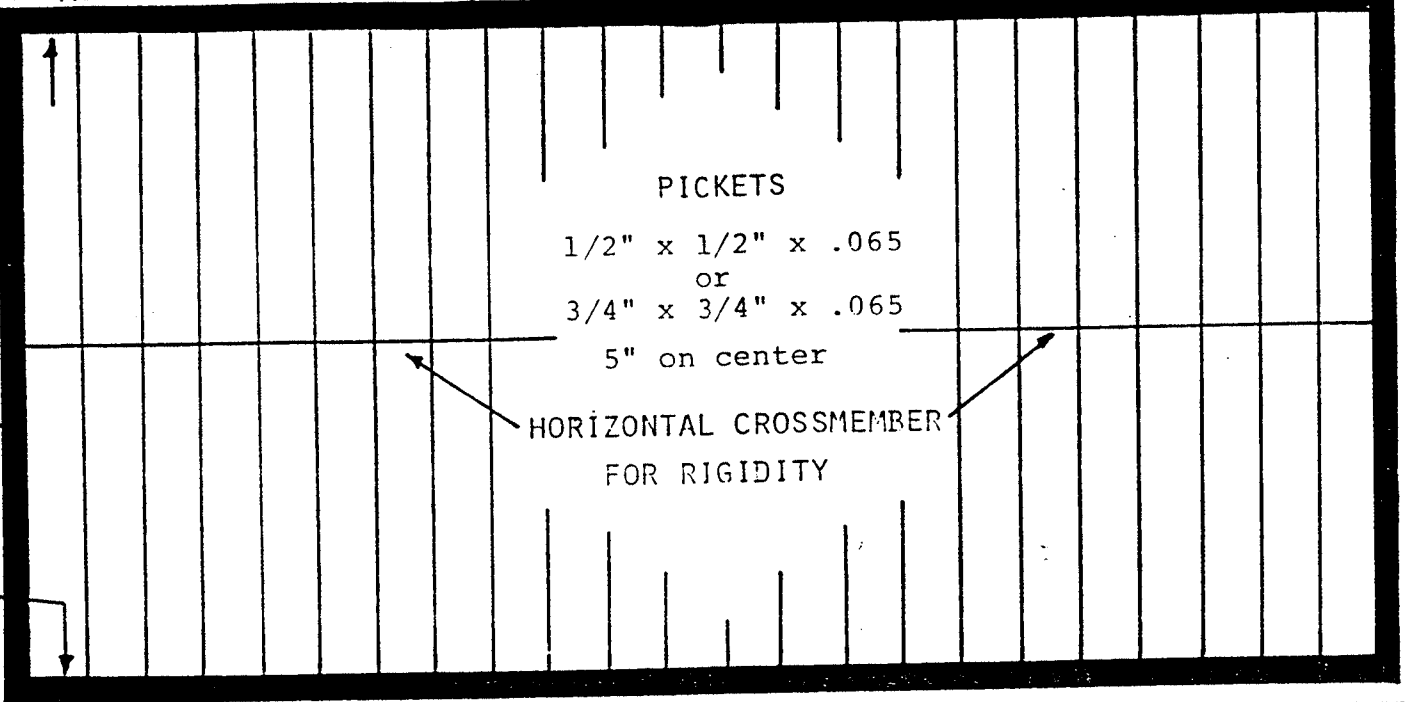 PICKETS
1/2" x 1/2" x .065
or
3/4" x 3/4" x .065
5" on center
HORIZONTAL CROSSMEMBER
FOR RIGIDITY